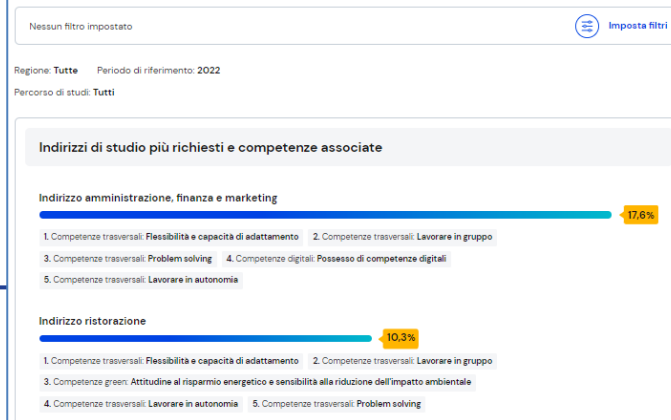 Nessun filtro impostato Imposta filtri
Regione: Tutte Periodo di riferimento: 2022
Percorso di studi: Tutti
Indirizzi di studio più richiesti e competenze associate
Indirizzo amministrazione, finanza e marketing
17,6%
1. Competenze trasversali: Flessibilità e capacità di adattamento 2. Competenze trasversali: Lavorare in gruppo
3. Competenze trasversali: Problem solving 4. Competenze digitali: Possesso di competenze digitali
5. Competenze trasversali: Lavorare in autonomia
Indirizzo ristorazione
10,3%
1. Competenze trasversali: Flessibilità e capacità di adattamento 2. Competenze trasversali: Lavorare in gruppo
3. Competenze green: Attitudine al risparmio energetico e sensibilità alla riduzione dell'impatto ambientale
4. Competenze trasversali: Lavorare in autonomia 5. Competenze trasversali: Problem solving